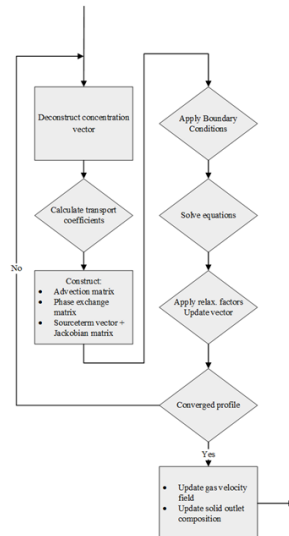 Deconstruct concentration
vector
Calculate transport
coefficients
Construct:
• Advection matrix
• Phase exchange
matrix
• Sourceterm vector +
Jackobian matrix
Apply Boundary
Conditions
Solve equations
Apply relax. factors
Update vector
Converged profile
No
Yes
• Update gas velocity
field
• Update solid outlet
composition